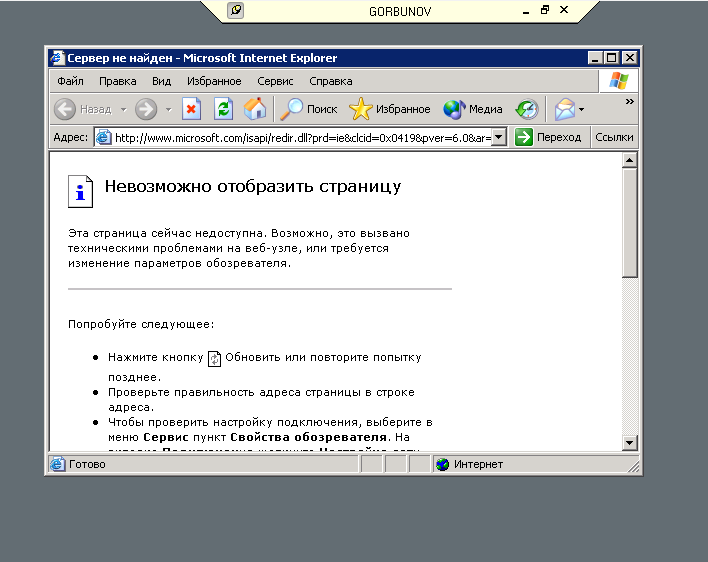 GORBUNOV
Сервер не найден - Microsoft Internet Explorer
Файл Правка Вид Избранное Сервис Справка
Назад Поиск Избранное Медиа
Адрес: http://www.microsoft.com/isapi/redir.dll?prd=ie&clcid=0x0419&pver=6.0&ar= Переход Ссылки
Невозможно отобразить страницу
Эта страница сейчас недоступна. Возможно, это вызвано
техническими проблемами на веб-узле, или требуется
изменение параметров обозревателя.
Попробуйте следующее:
Нажмите кнопку Обновить или повторите попытку
позднее.
Проверьте правильность адреса страницы в строке
адреса.
Чтобы проверить настройку подключения, выберите в
меню Сервис пункт Свойства обозревателя. На
Готово Интернет